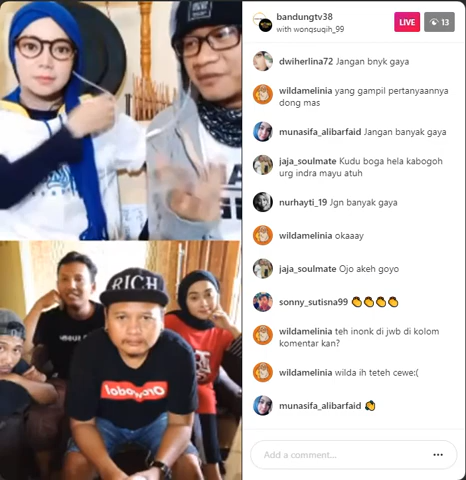 bandungtv38
with wonqsuqih_99
LIVE
13
dwiherlina72 Jangan bnyk gaya
wildamelinia yang gampil pertanyaannya
dong mas
munasifa_alibarfaid Jangan banyak gaya
jaja_soulmate Kudu boga hela kabogoh
urg indra mayu atuh
nurhayti_19 Jgn banyak gaya
wildamelinia okaaay
jaja_soulmate Ojo akeh goyo
sonny_sutisna99 👏👏👏👏
wildamelinia teh inonk di jwb di kolom
komentar kan?
wildamelinia wilda ih teteh cewe:(
munasifa_alibarfaid 👏
Add a comment...
RICH